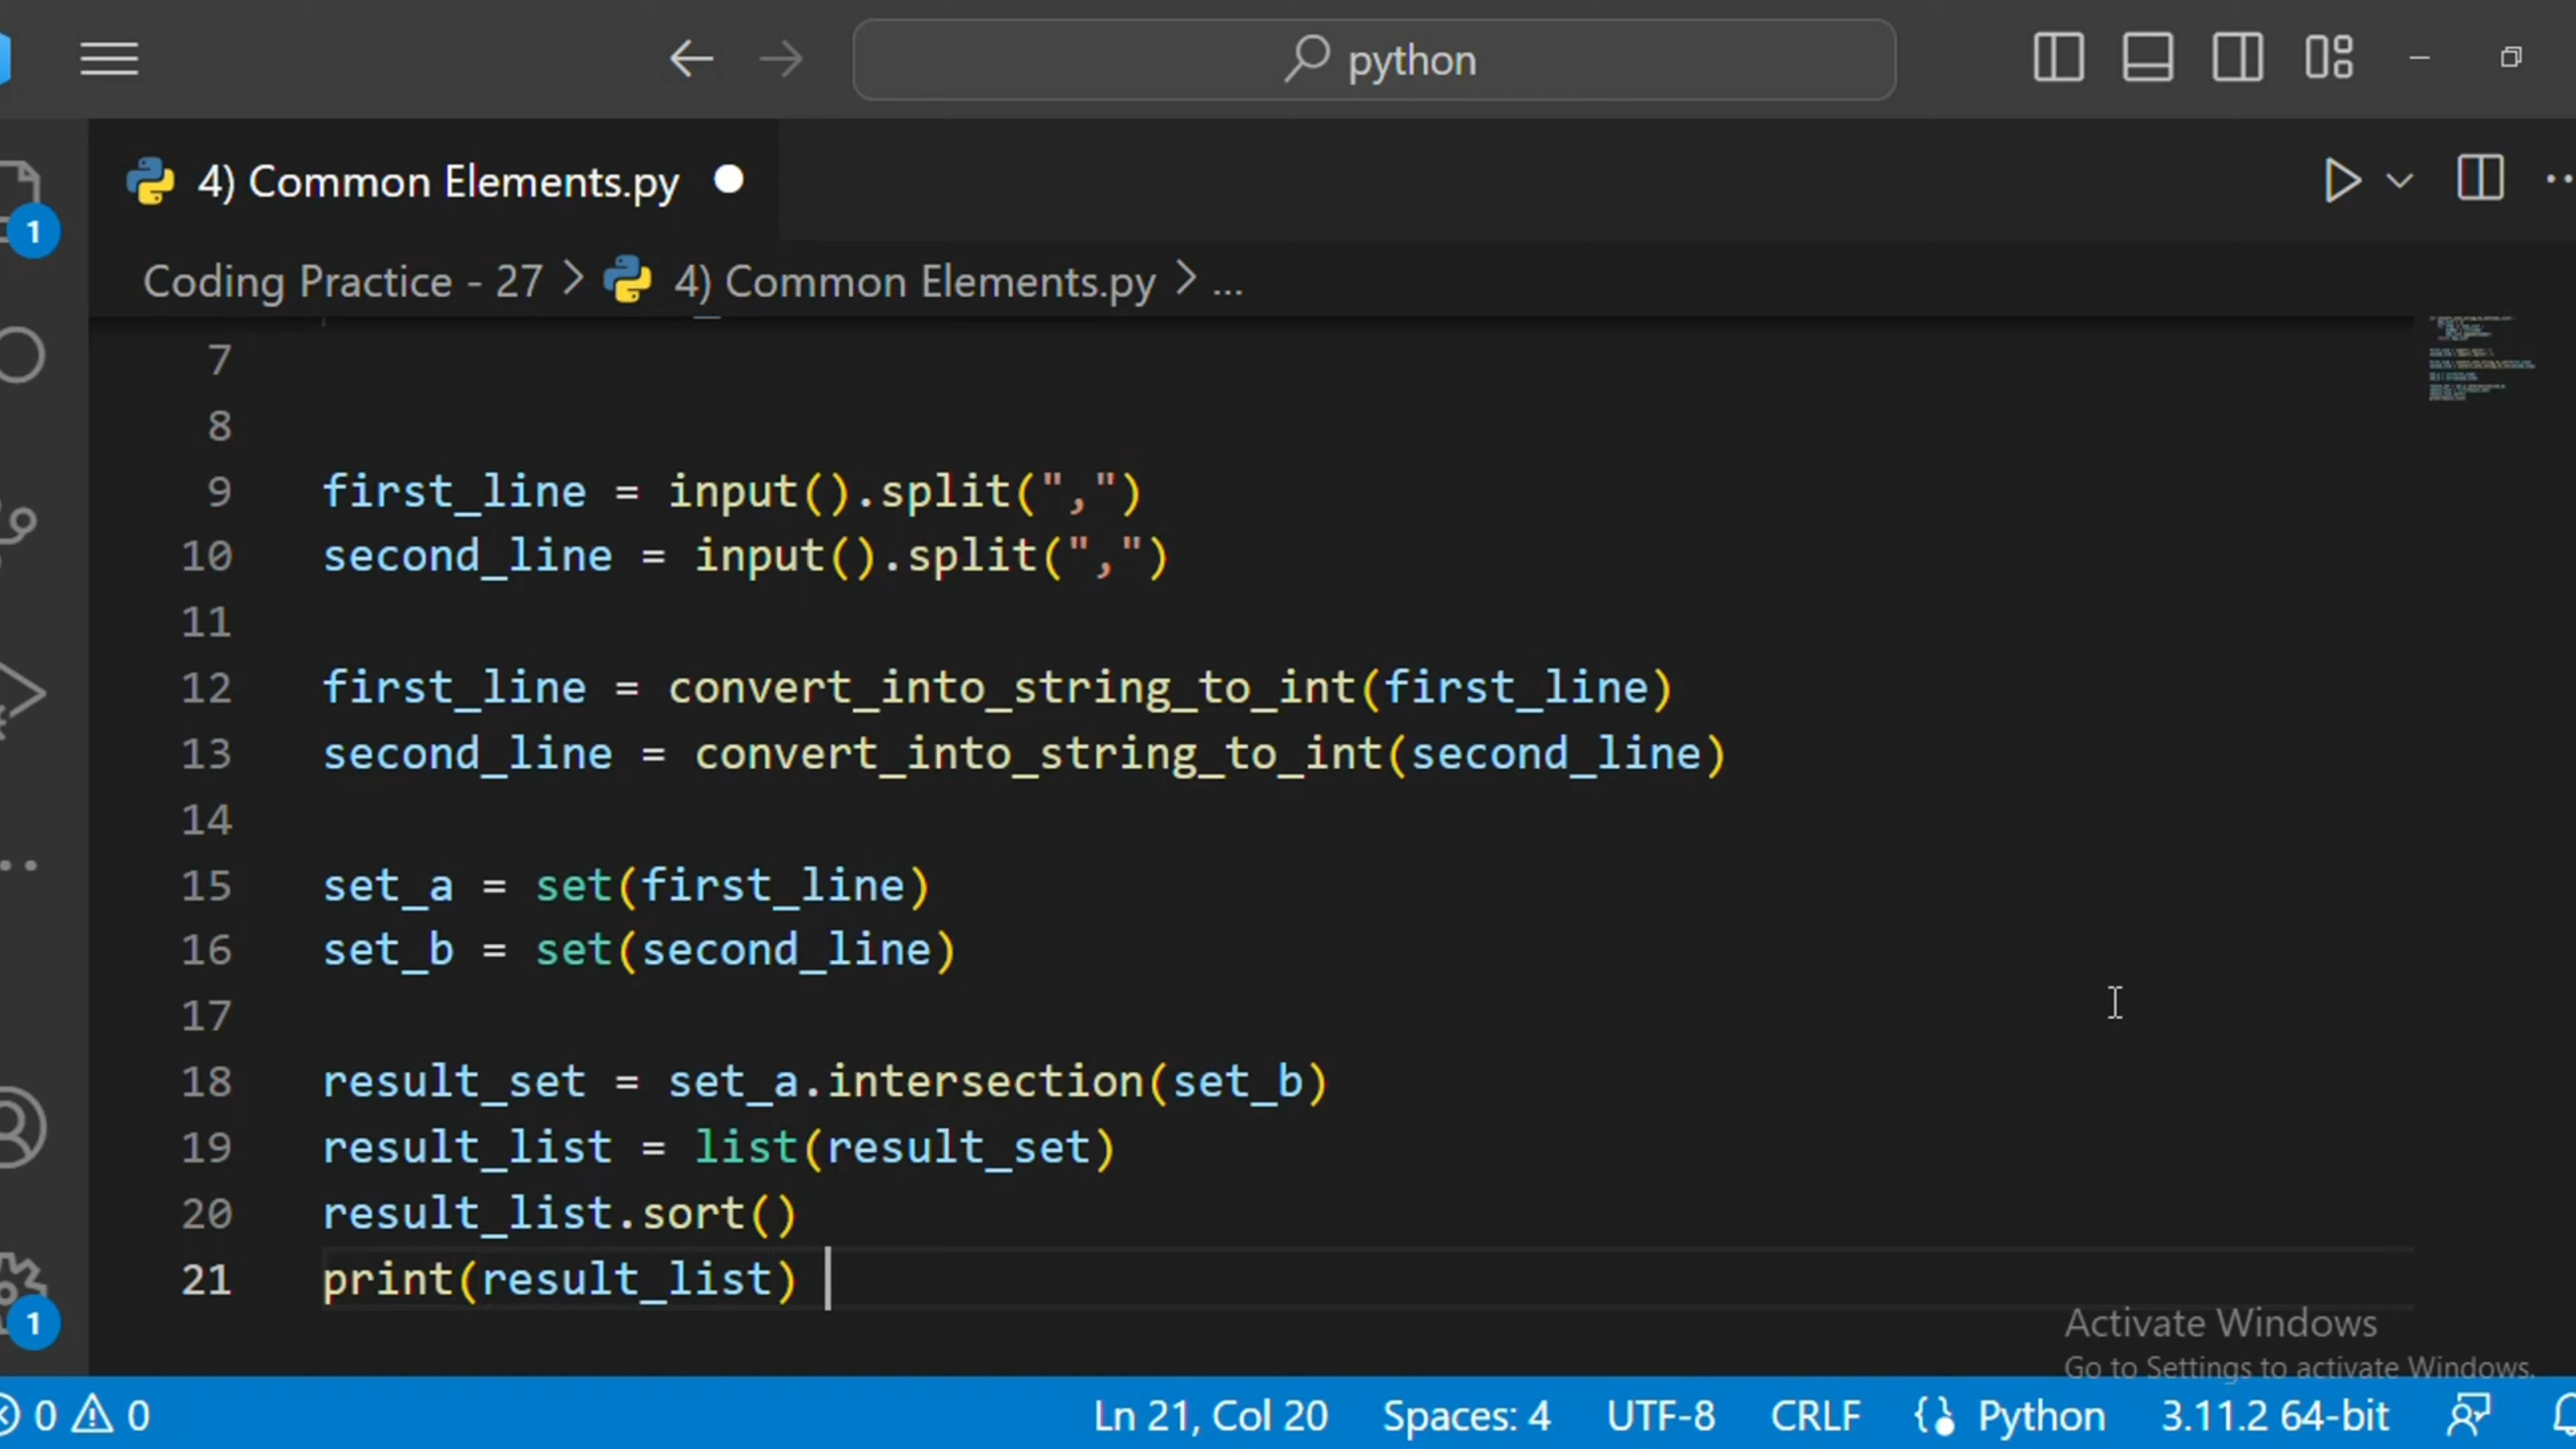 python
4) Common Elements.py
1
Coding Practice - 27 > 4) Common Elements.py > ...
7
8
9 first_line = input().split(",")
10 second_line = input().split(",")
11
12 first_line = convert_into_string_to_int(first_line)
13 second_line = convert_into_string_to_int(second_line)
14
15 set_a = set(first_line)
16 set_b = set(second_line)
17
18 result_set = set_a.intersection(set_b)
19 result_list = list(result_set)
20 result_list.sort()
21 print(result_list)
1
Activate Windows
Go to Settings to activate Windows.
0 0 Ln 21, Col 20 Spaces: 4 UTF-8 CRLF Python 3.11.2 64-bit